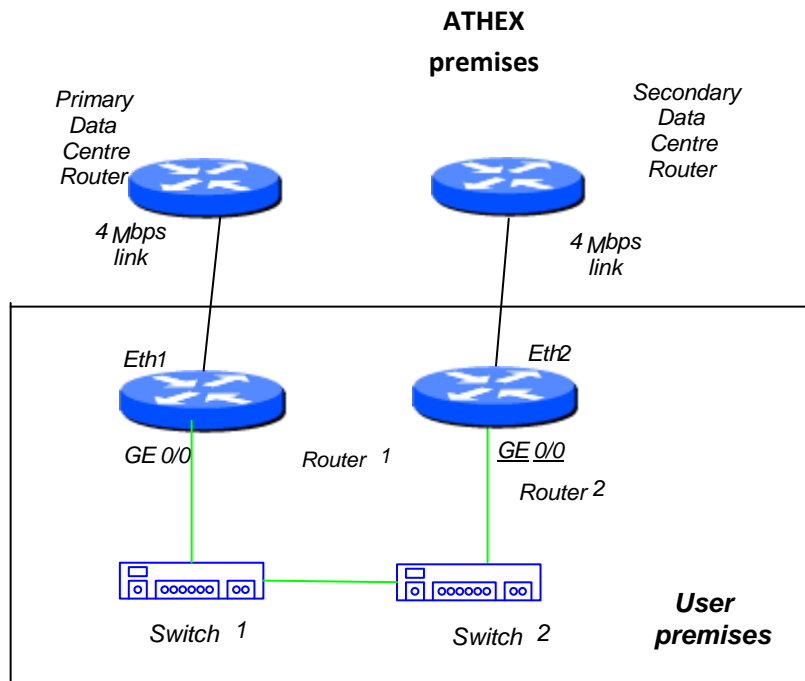 ATHEX
premises
Primary
Data
Centre
Router
Secondary
Data
Centre
Router
4 Mbps
link
4 Mbps
link
Eth1
Eth2
GE 0/0
Router 1
GE 0/0
Router 2
Switch 1
Switch 2
User
premises